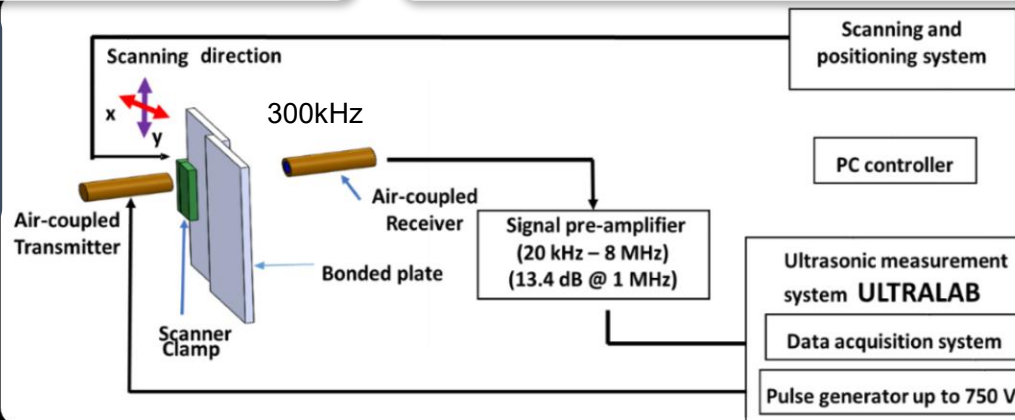 Scanning and
positioning system
Scanning direction
x
y
300kHz
PC controller
Air-coupled
Transmitter
Air-coupled
Receiver
Signal pre-amplifier
(20 kHz – 8 MHz)
(13.4 dB @ 1 MHz)
Bonded plate
Scanner
Clamp
Ultrasonic measurement
system ULTRALAB
Data acquisition system
Pulse generator up to 750 V